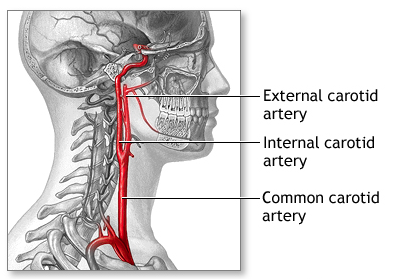 External carotid
artery
Internal carotid
artery
Common carotid
artery